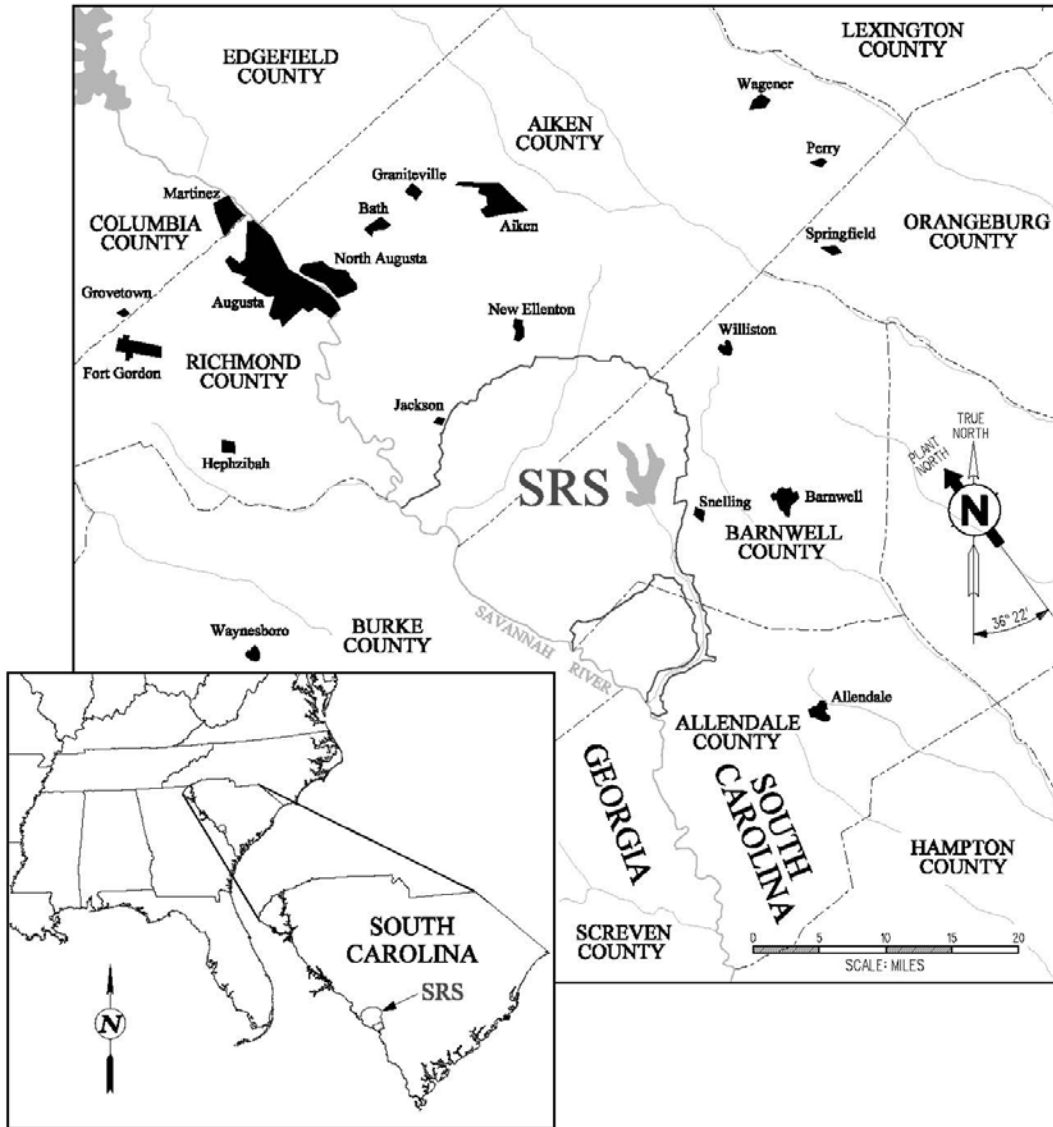 LEXINGTON
COUNTY
EDGEFIELD
COUNTY
Wagener
AIKEN
COUNTY
Perry
Graniteville
Martinez
Bath
Aiken
COLUMBIA
COUNTY
ORANGEBURG
COUNTY
Springfield
North Augusta
Grovetown
Augusta
New Ellenton
Williston
Fort Gordon
RICHMOND
COUNTY
Jackson
TRUE
NORTH
PLANT
NORTH
Hephzibah
SRS
Snelling
Barnwell
N
BARNWELL
COUNTY
36° 22'
SAVANNAH RIVER
Waynesboro
BURKE
COUNTY
Allendale
ALLENDALE
COUNTY
GEORGIA
SOUTH
CAROLINA
HAMPTON
COUNTY
SCREVEN
COUNTY
0 5 10 15 20
SCALE: MILES
SOUTH
CAROLINA
SRS
N